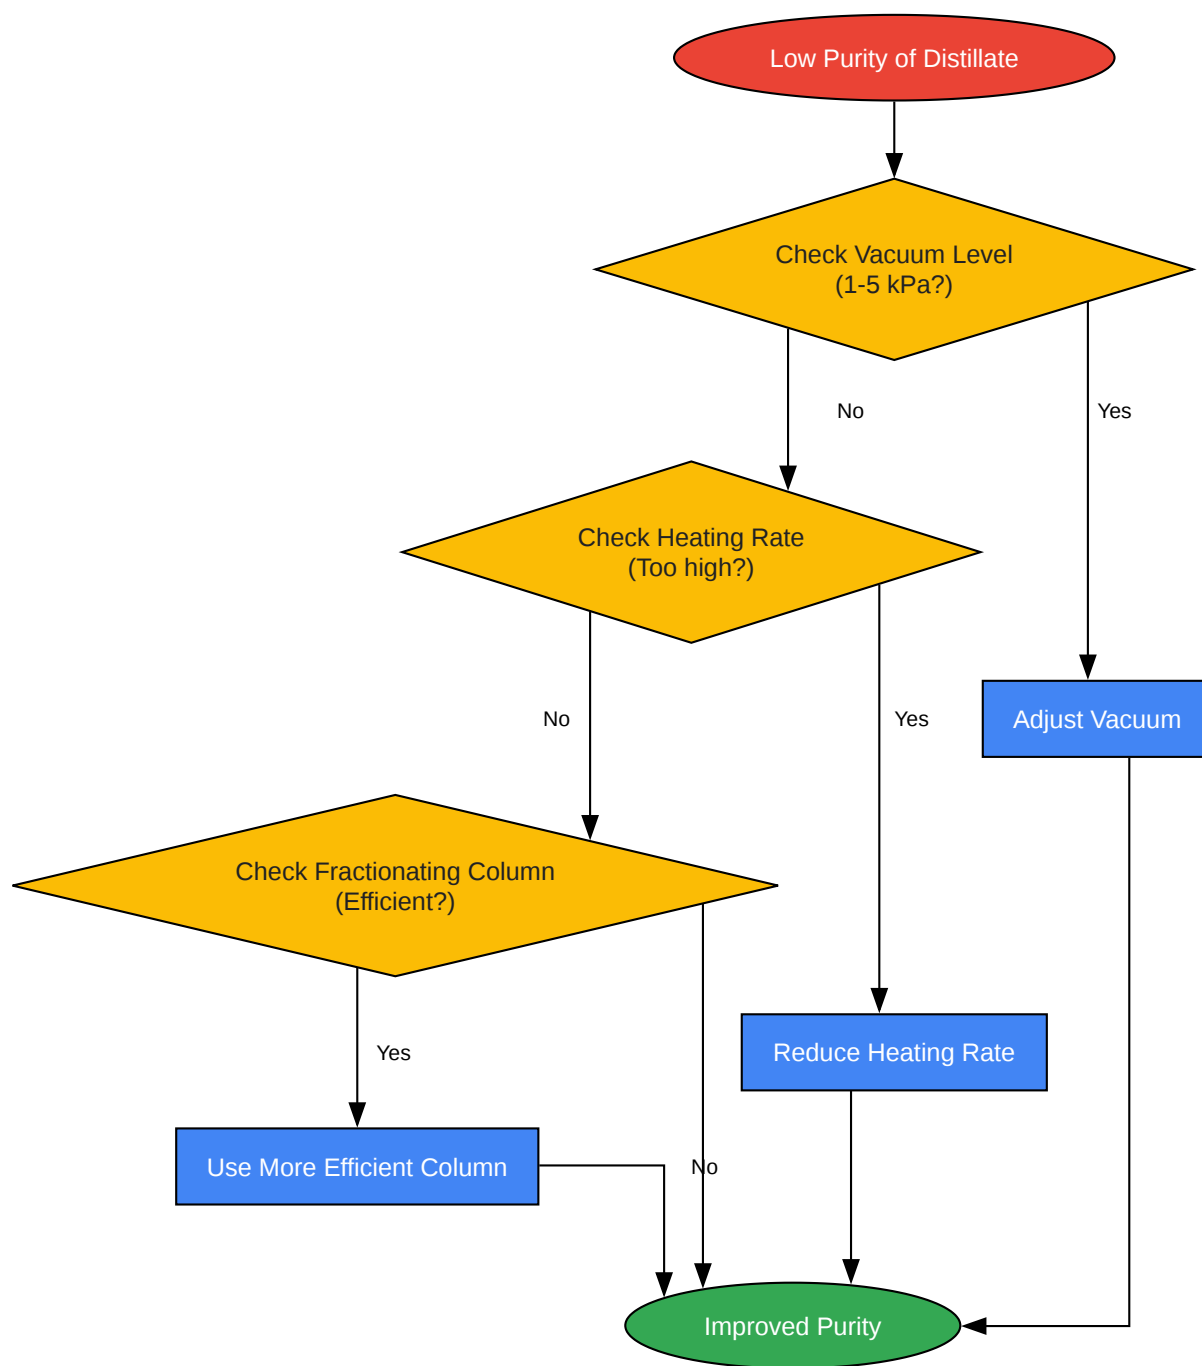 Low Purity of Distillate
Check Vacuum Level
(1-5 kPa?)
No
Yes
Check Heating Rate
(Too high?)
No
Yes
Adjust Vacuum
Check Fractionating Column
(Efficient?)
Yes
Reduce Heating Rate
Use More Efficient Column
No
Improved Purity